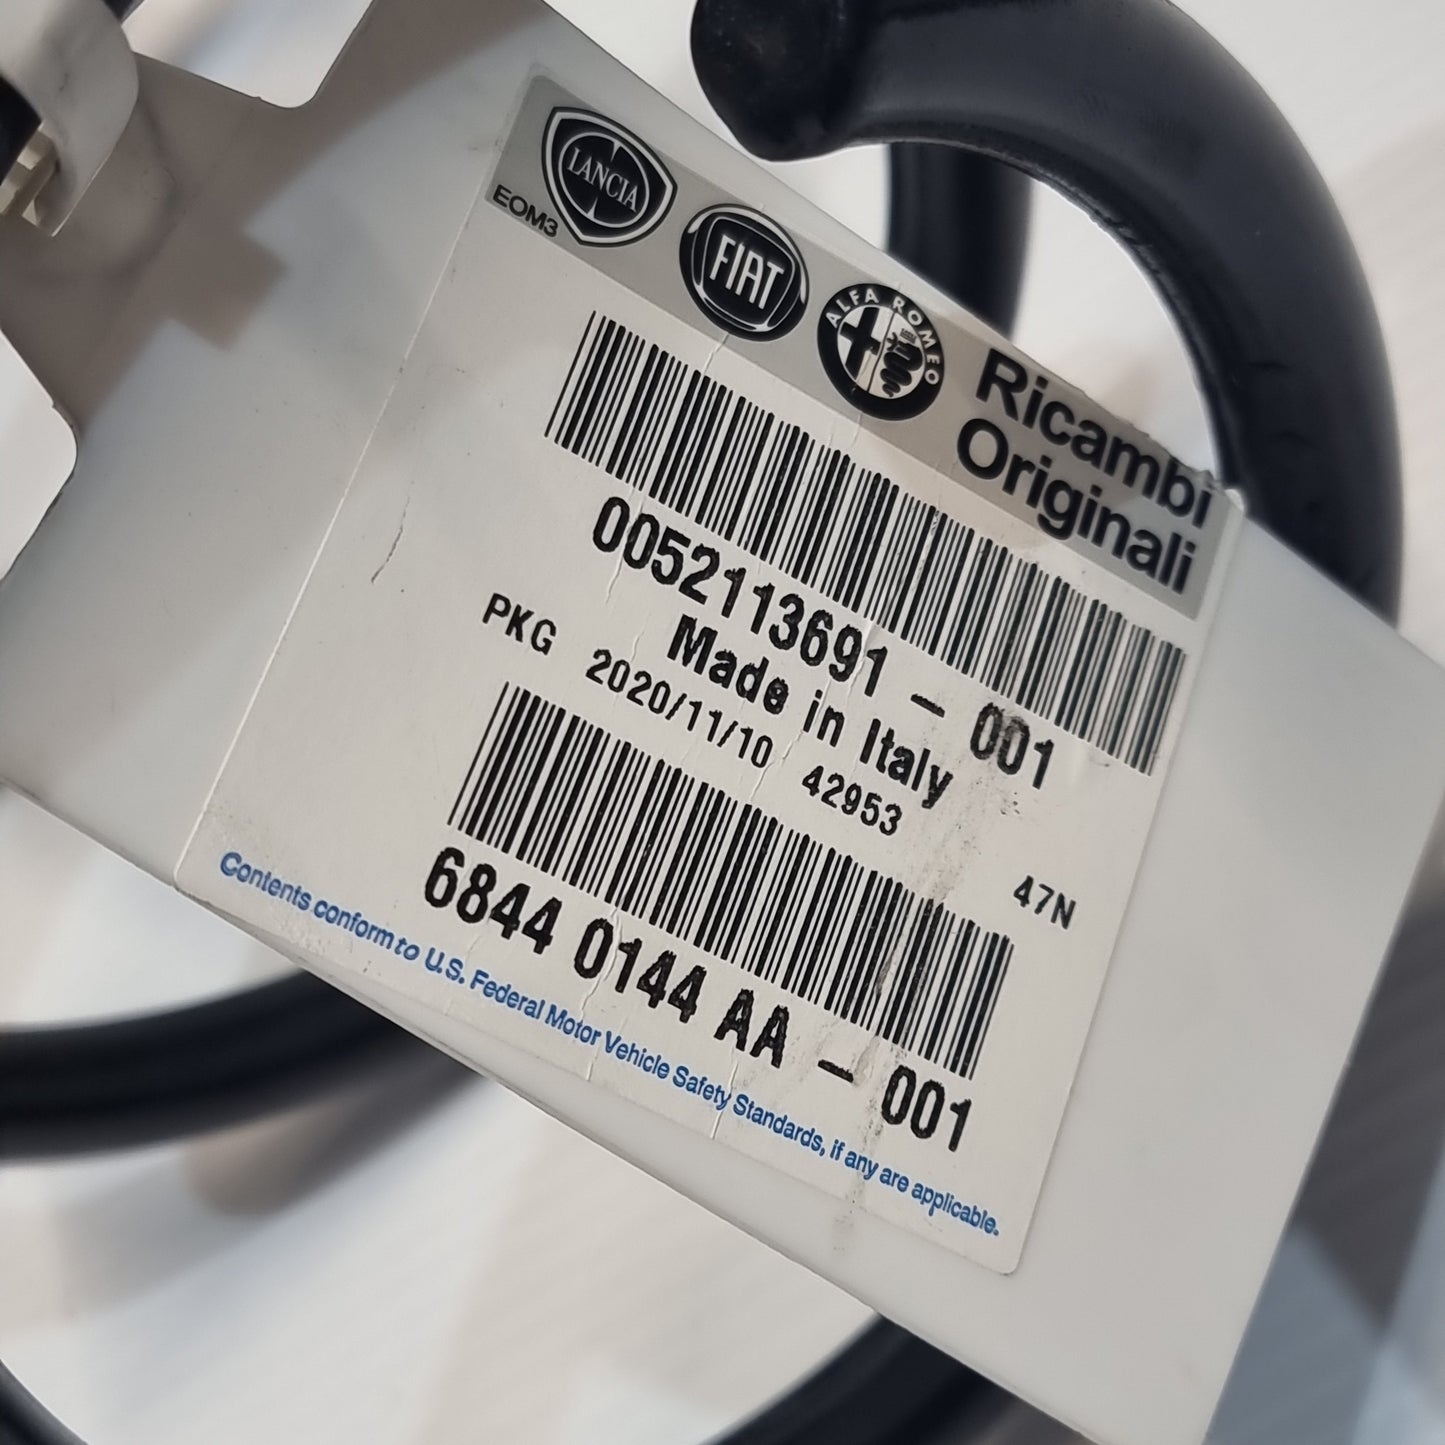 LANCIA
EOM3
FIAT
ALFA ROMEO
Ricambi
Originali
0052113691 - 001
Made in Italy
PKG 2020/11/10 42953
47N
6844 0144 AA - 001
Contents conform to U.S. Federal Motor Vehicle Safety Standards, if any are applicable.